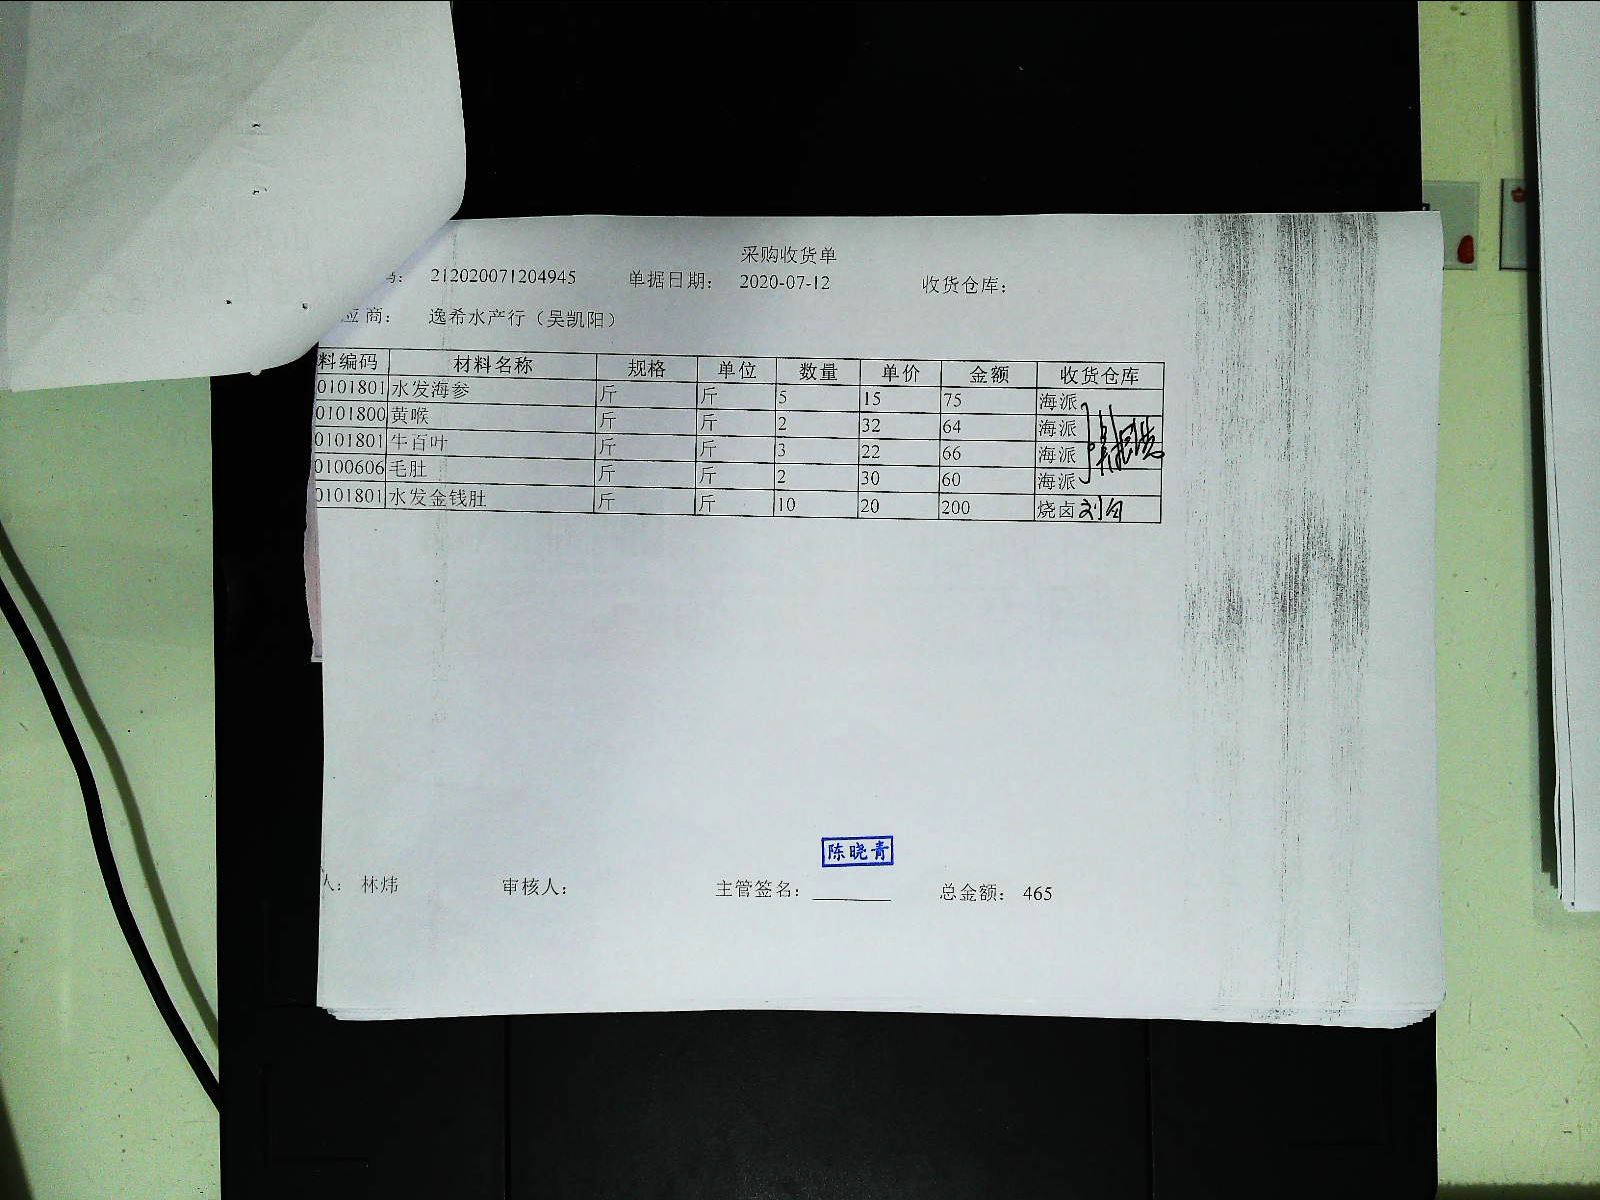 采购收货单
码： 212020071204945 单据日期： 2020-07-12 收货仓库：
应商： 逸希水产行（吴凯阳）
料编码 材料名称 规格 单位 数量 单价 金额 收货仓库
0101801 水发海参 斤 斤 5 15 75 海派
0101800 黄喉 斤 斤 2 32 64 海派
0101801 牛百叶 斤 斤 3 22 66 海派
0100606 毛肚 斤 斤 2 30 60 海派
0101801 水发金钱肚 斤 斤 10 20 200 烧卤
陈晓青
人： 林炜 审核人： 主管签名： 总金额： 465